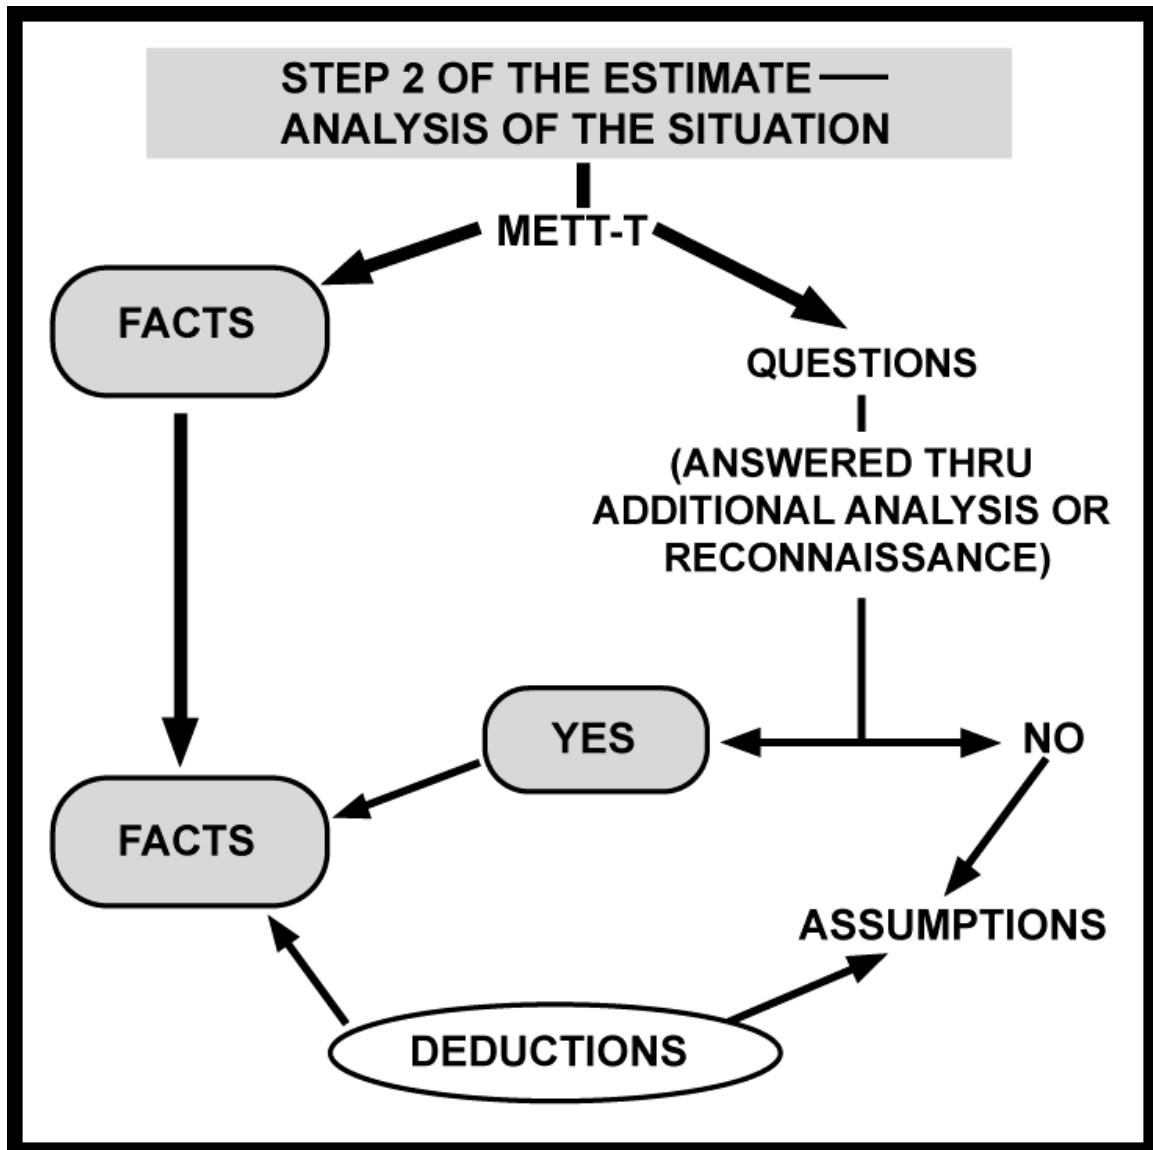 STEP 2 OF THE ESTIMATE —
ANALYSIS OF THE SITUATION
METT-T
FACTS
QUESTIONS
(ANSWERED THRU
ADDITIONAL ANALYSIS OR
RECONNAISSANCE)
YES
NO
FACTS
ASSUMPTIONS
DEDUCTIONS